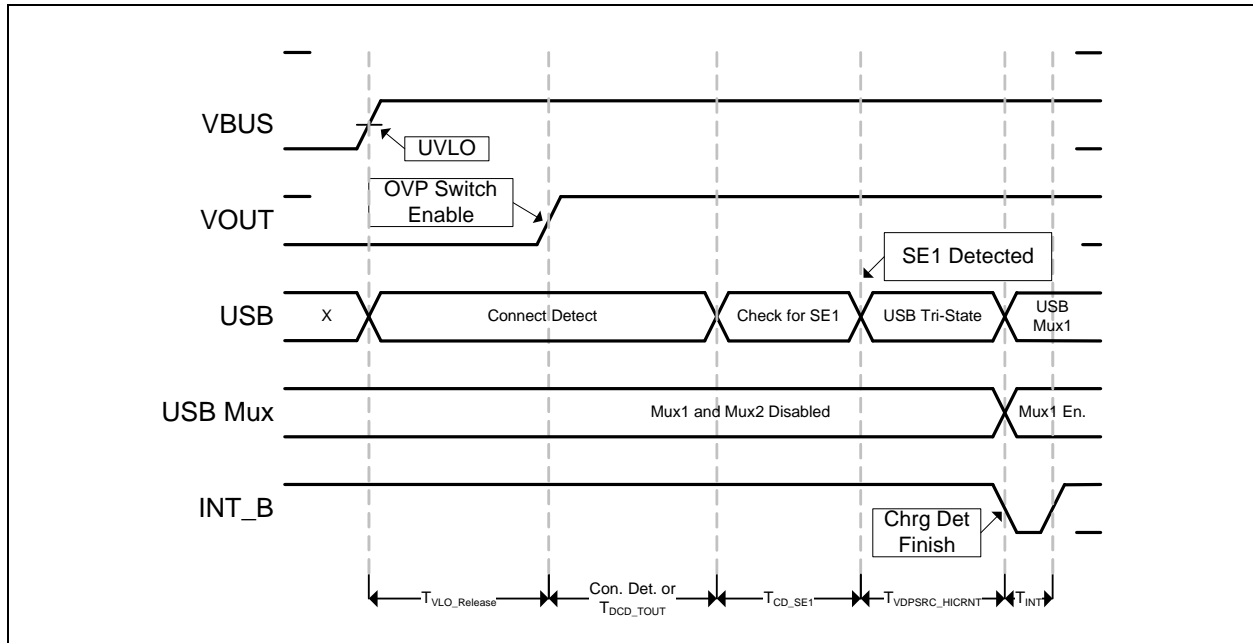 VBUS
UVLO
OVP Switch
Enable
VOUT
SE1 Detected
USB
X
Connect Detect
Check for SE1
USB Tri-State
USB
Mux1
USB Mux
Mux1 and Mux2 Disabled
Mux1 En.
INT_B
Chrg Det
Finish
TVLO_Release
Con. Det. or
TDCD_TOUT
TCD_SE1
TVDPSRC_HICRNT
TINT